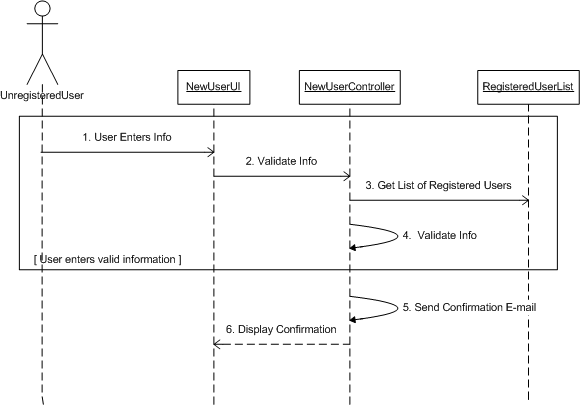 UnregisteredUser
NewUserUI
NewUserController
RegisteredUserList
1. User Enters Info
2. Validate Info
3. Get List of Registered Users
4. Validate Info
[ User enters valid information ]
5. Send Confirmation E-mail
6. Display Confirmation